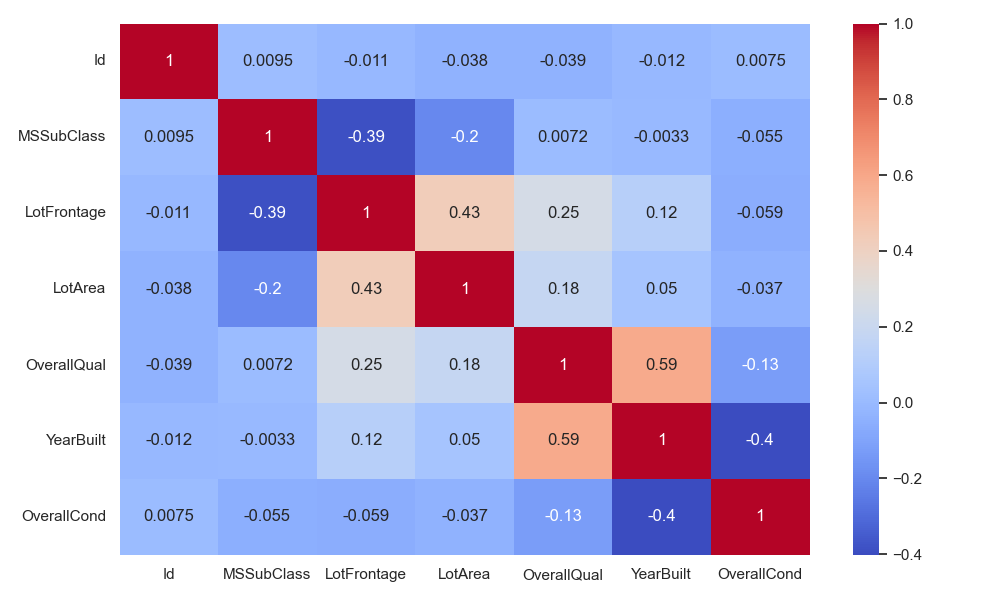 Id 1 0.0095 -0.011 -0.038 -0.039 -0.012 0.0075
MSSubClass 0.0095 1 -0.39 -0.2 0.0072 -0.0033 -0.055
LotFrontage -0.011 -0.39 1 0.43 0.25 0.12 -0.059
LotArea -0.038 -0.2 0.43 1 0.18 0.05 -0.037
OverallQual -0.039 0.0072 0.25 0.18 1 0.59 -0.13
YearBuilt -0.012 -0.0033 0.12 0.05 0.59 1 -0.4
OverallCond 0.0075 -0.055 -0.059 -0.037 -0.13 -0.4 1
Id MSSubClass LotFrontage LotArea OverallQual YearBuilt OverallCond
1.0
0.8
0.6
0.4
0.2
0.0
−0.2
−0.4